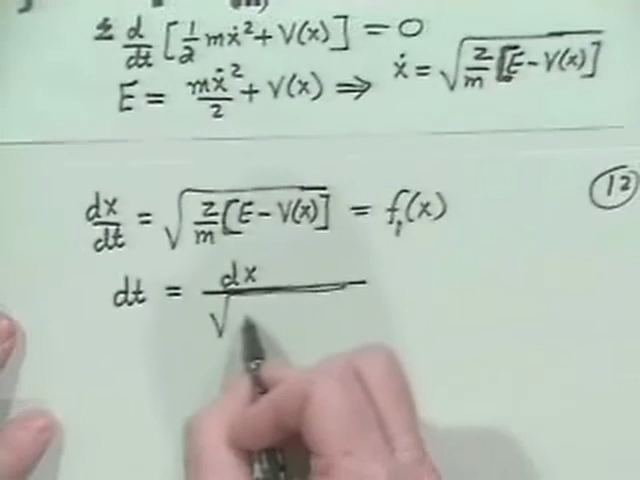 ± d/dt [1/2 mẋ² + V(x)] = 0
E = mẋ²/2 + V(x) ⇒ ẋ = √(2/m [E − V(x)])
12
dx/dt = √(2/m [E − V(x)]) = f₁(x)
dt = dx/√